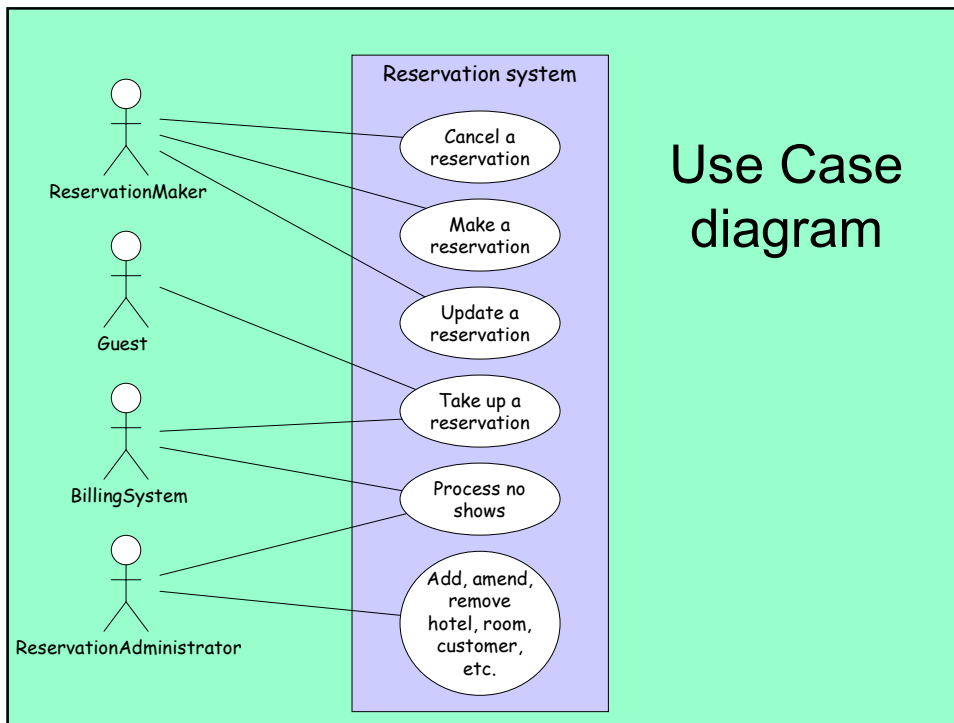 Reservation system
Cancel a
reservation
ReservationMaker
Make a
reservation
Use Case
diagram
Update a
reservation
Guest
Take up a
reservation
BillingSystem
Process no
shows
Add, amend,
remove
hotel, room,
customer,
etc.
ReservationAdministrator